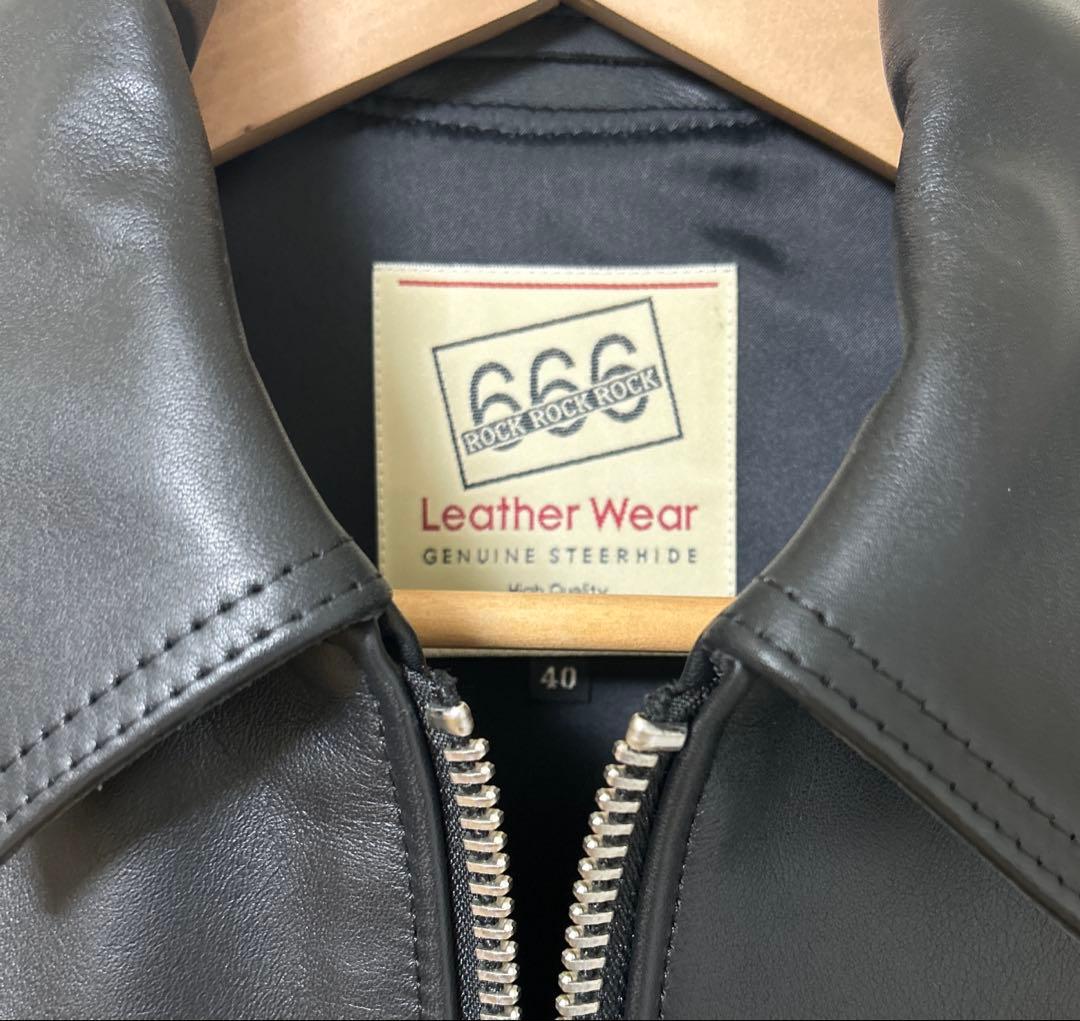 666
ROCK ROCK ROCK
Leather Wear
GENUINE STEERHIDE
High Quality
40